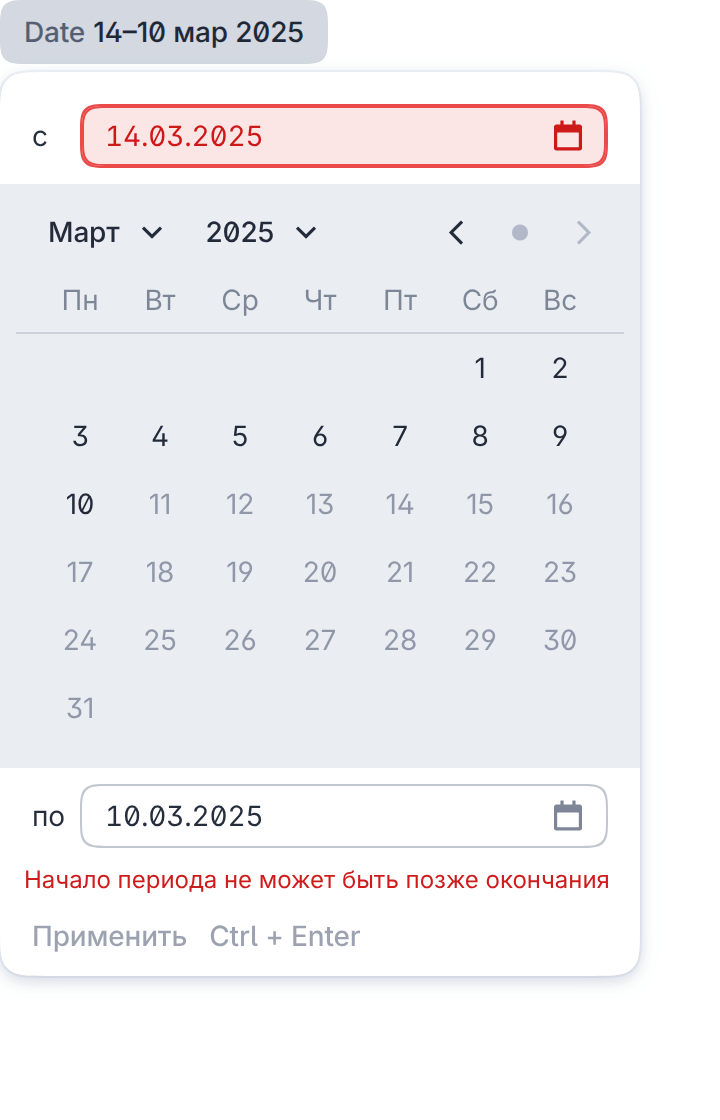 Date 14–10 мар 2025
с 14.03.2025
Март 2025
Пн Вт Ср Чт Пт Сб Вс
1 2
3 4 5 6 7 8 9
10 11 12 13 14 15 16
17 18 19 20 21 22 23
24 25 26 27 28 29 30
31
по 10.03.2025
Начало периода не может быть позже окончания
Применить Ctrl + Enter